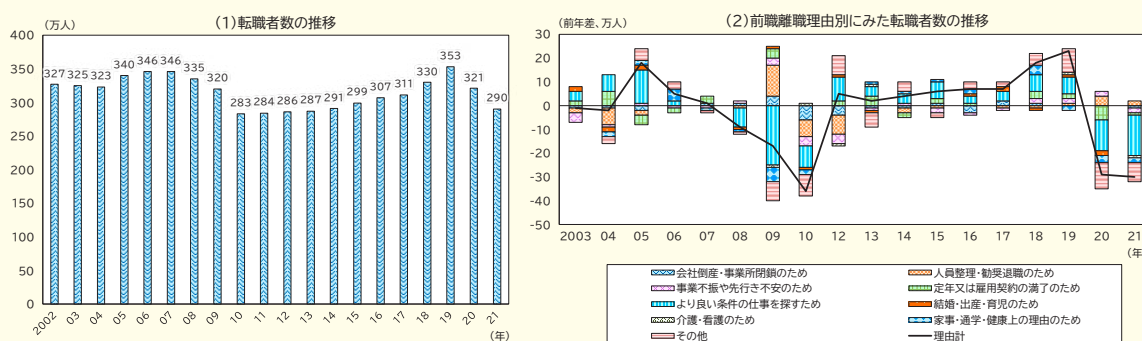 (1)転職者数の推移
(万人)
400
350
300
250
200
150
100
50
0
327 325 323 340 346 346 335 320 283 284 286 287 291 299 307 311 330 353 321 290
2002 03 04 05 06 07 08 09 10 11 12 13 14 15 16 17 18 19 20 21
(年)
(2)前職離職理由別にみた転職者数の推移
(前年差、万人)
30
20
10
0
-10
-20
-30
-40
-50
2003 04 05 06 07 08 09 10 12 13 14 15 16 17 18 19 20 21
(年
会社倒産・事業所閉鎖のため 人員整理・勧奨退職のため
事業不振や先行き不安のため 定年又は雇用契約の満了のため
より良い条件の仕事を探すため 結婚・出産・育児のため
介護・看護のため 家事・通学・健康上の理由のため
その他 理由計